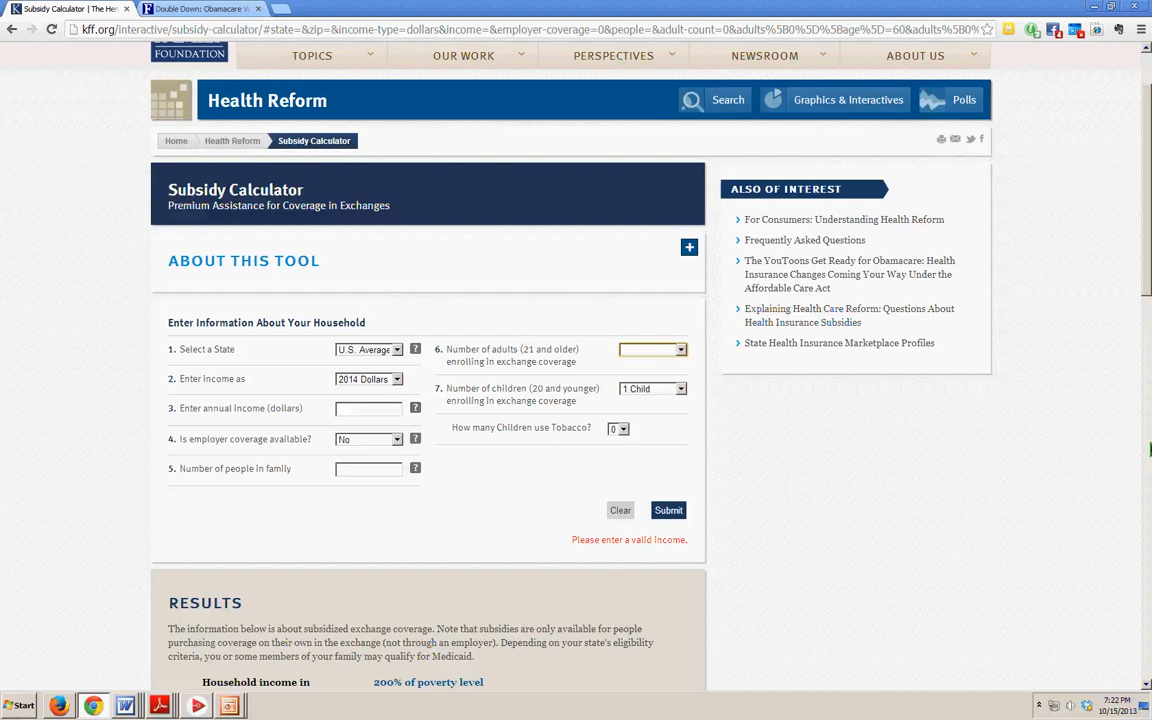 Subsidy Calculator | The He
Double Down: Obamacare W
kff.org/interactive/subsidy-calculator/#state=&zip=&income-type=dollars&income=&employer-coverage=0&people=&adult-count=0&adults%5B0%5D%5Bage%5D=60&adults%5B0%
FOUNDATION
TOPICS
OUR WORK
PERSPECTIVES
NEWSROOM
ABOUT US
Health Reform
Search
Graphics & Interactives
Polls
Home
Health Reform
Subsidy Calculator
Subsidy Calculator
Premium Assistance for Coverage in Exchanges
ABOUT THIS TOOL
+
Enter Information About Your Household
1. Select a State
U.S. Average
?
2. Enter income as
2014 Dollars
3. Enter annual income (dollars)
?
4. Is employer coverage available?
No
?
5. Number of people in family
?
6. Number of adults (21 and older)
enrolling in exchange coverage
7. Number of children (20 and younger)
enrolling in exchange coverage
1 Child
How many Children use Tobacco?
0
Clear
Submit
Please enter a valid income.
RESULTS
The information below is about subsidized exchange coverage. Note that subsidies are only available for people
purchasing coverage on their own in the exchange (not through an employer). Depending on your state's eligibility
criteria, you or some members of your family may qualify for Medicaid.
Household income in
200% of poverty level
ALSO OF INTEREST
For Consumers: Understanding Health Reform
Frequently Asked Questions
The YouToons Get Ready for Obamacare: Health
Insurance Changes Coming Your Way Under the
Affordable Care Act
Explaining Health Care Reform: Questions About
Health Insurance Subsidies
State Health Insurance Marketplace Profiles
Start
7:22 PM
10/15/2013